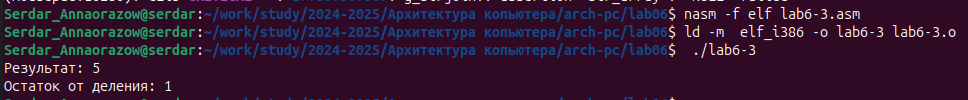 Serdar_Annaorazow@serdar:~/work/study/2024-2025/Архитектура копьютера/arch-pc/lab06$ nasm -f elf lab6-3.asm
Serdar_Annaorazow@serdar:~/work/study/2024-2025/Архитектура копьютера/arch-pc/lab06$ ld -m  elf_i386 -o lab6-3 lab6-3.o
Serdar_Annaorazow@serdar:~/work/study/2024-2025/Архитектура копьютера/arch-pc/lab06$  ./lab6-3
Результат: 5
Остаток от деления: 1